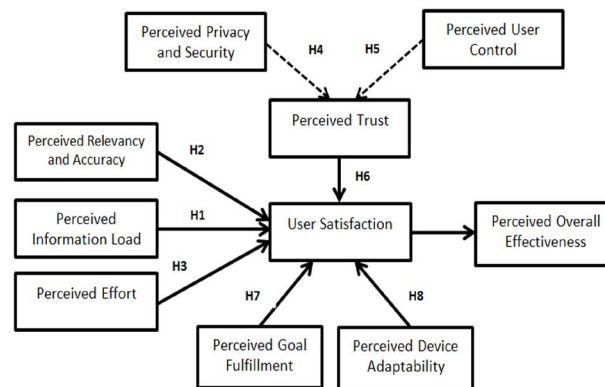 Perceived Privacy
and Security
H4
H5
Perceived User
Control
Perceived Trust
H6
Perceived Relevancy
and Accuracy
H2
Perceived
Information Load
H1
User Satisfaction
Perceived Overall
Effectiveness
Perceived Effort
H3
H7
H8
Perceived Goal
Fulfillment
Perceived Device
Adaptability